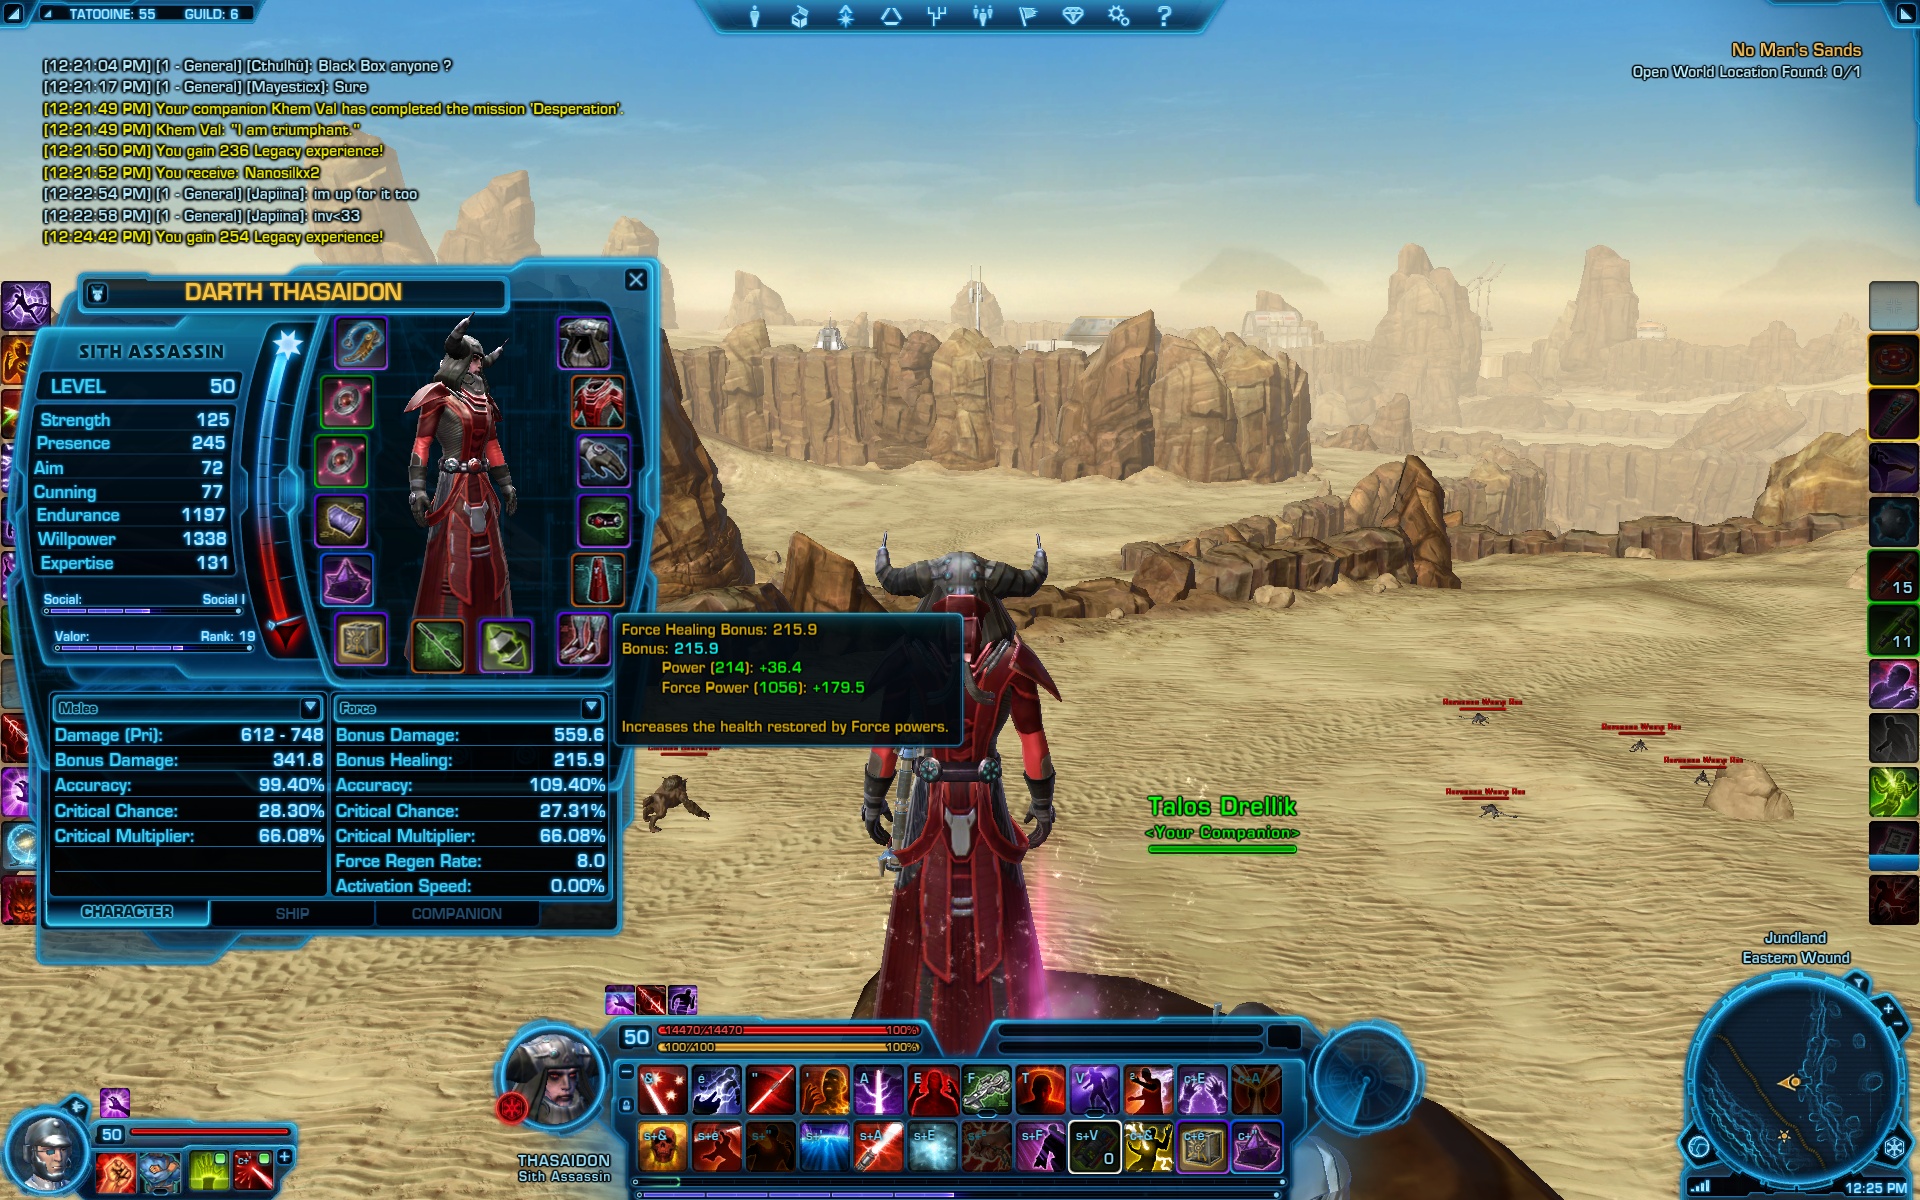 TATOOINE: 55 GUILD: 6
?
[12:21:04 PM] [1 - General] [Cthulhû]: Black Box anyone ?
[12:21:17 PM] [1 - General] [Mayesticx]: Sure
[12:21:49 PM] Your companion Khem Val has completed the mission 'Desperation'.
[12:21:49 PM] Khem Val: "I am triumphant."
[12:21:50 PM] You gain 236 Legacy experience!
[12:21:52 PM] You receive: Nanosilkx2
[12:22:54 PM] [1 - General] [Japiina]: im up for it too
[12:22:58 PM] [1 - General] [Japiina]: inv<33
[12:24:42 PM] You gain 254 Legacy experience!
No Man's Sands
Open World Location Found: 0/1
DARTH THASAIDON
SITH ASSASSIN
LEVEL 50
Strength 125
Presence 245
Aim 72
Cunning 77
Endurance 1197
Willpower 1338
Expertise 131
Social: Social I
Valor: Rank: 19
Force Healing Bonus: 215.9
Bonus: 215.9
Power (214): +36.4
Force Power (1056): +179.5
Increases the health restored by Force powers.
Melee
Damage (Pri): 612 - 748
Bonus Damage: 341.8
Accuracy: 99.40%
Critical Chance: 28.30%
Critical Multiplier: 66.08%
Force
Bonus Damage: 559.6
Bonus Healing: 215.9
Accuracy: 109.40%
Critical Chance: 27.31%
Critical Multiplier: 66.08%
Force Regen Rate: 8.0
Activation Speed: 0.00%
CHARACTER SHIP COMPANION
15
11
Talos Drellik
<Your Companion>
Jundland
Eastern Wound
50 14470/14470 100%
100/100 100%
& é " ' A E F T V ² c+E c+A
s+& s+é s+" s+' s+A s+E s+F s+V 0 c+& c+é c+"
THASAIDON
Sith Assassin
50
12:25 PM